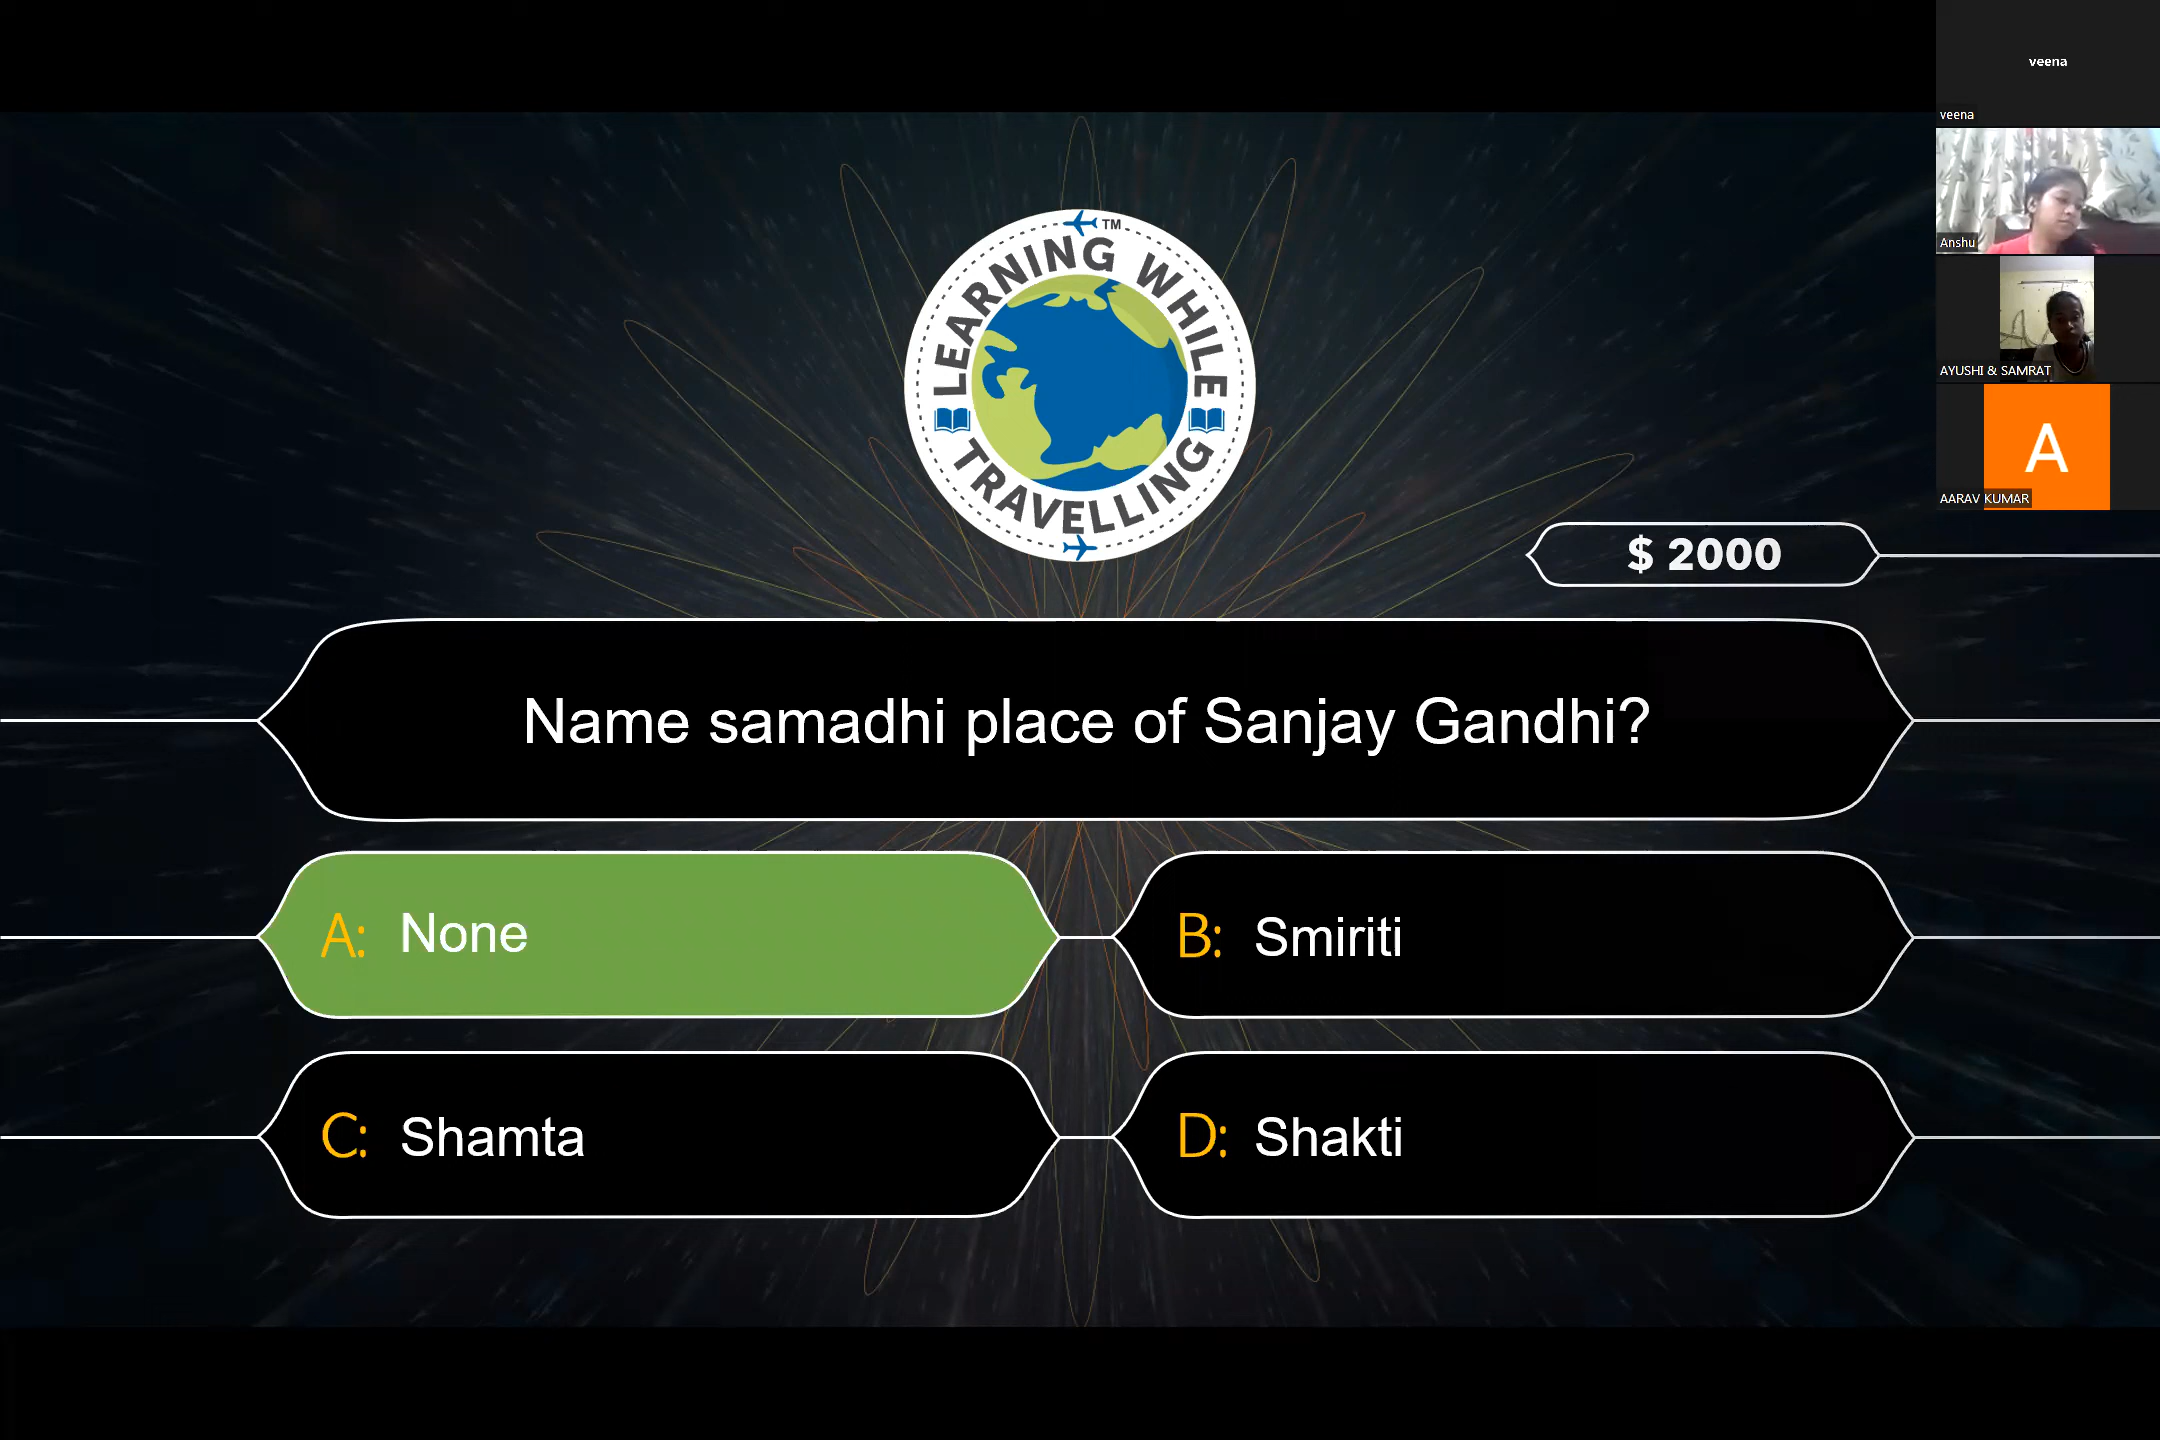 veena
veena
Anshu
AYUSHI & SAMRAT
A
AARAV KUMAR
LEARNING WHILE
TRAVELLING
TM
$ 2000
Name samadhi place of Sanjay Gandhi?
A: None
B: Smiriti
C: Shamta
D: Shakti